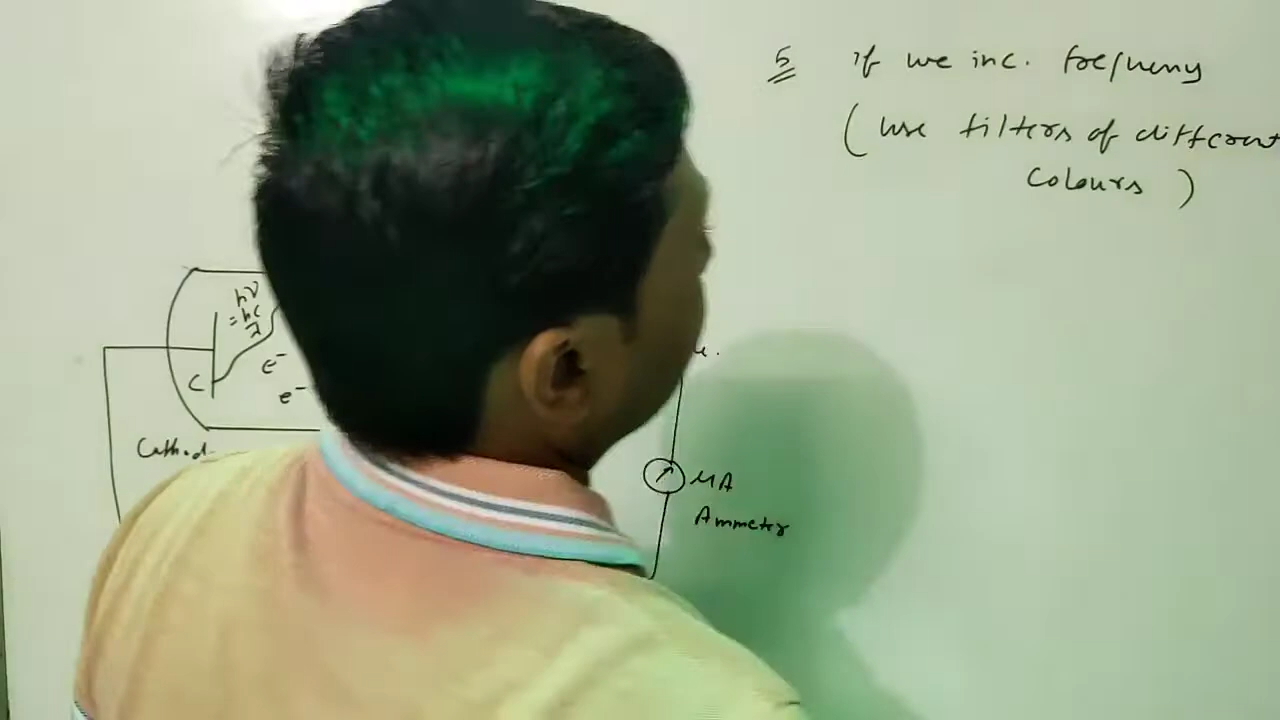 5 if we inc. frequency
(use filters of different
colours)
hν
= hc
λ
C
e⁻
e⁻
Cathod
μA
Ammeter